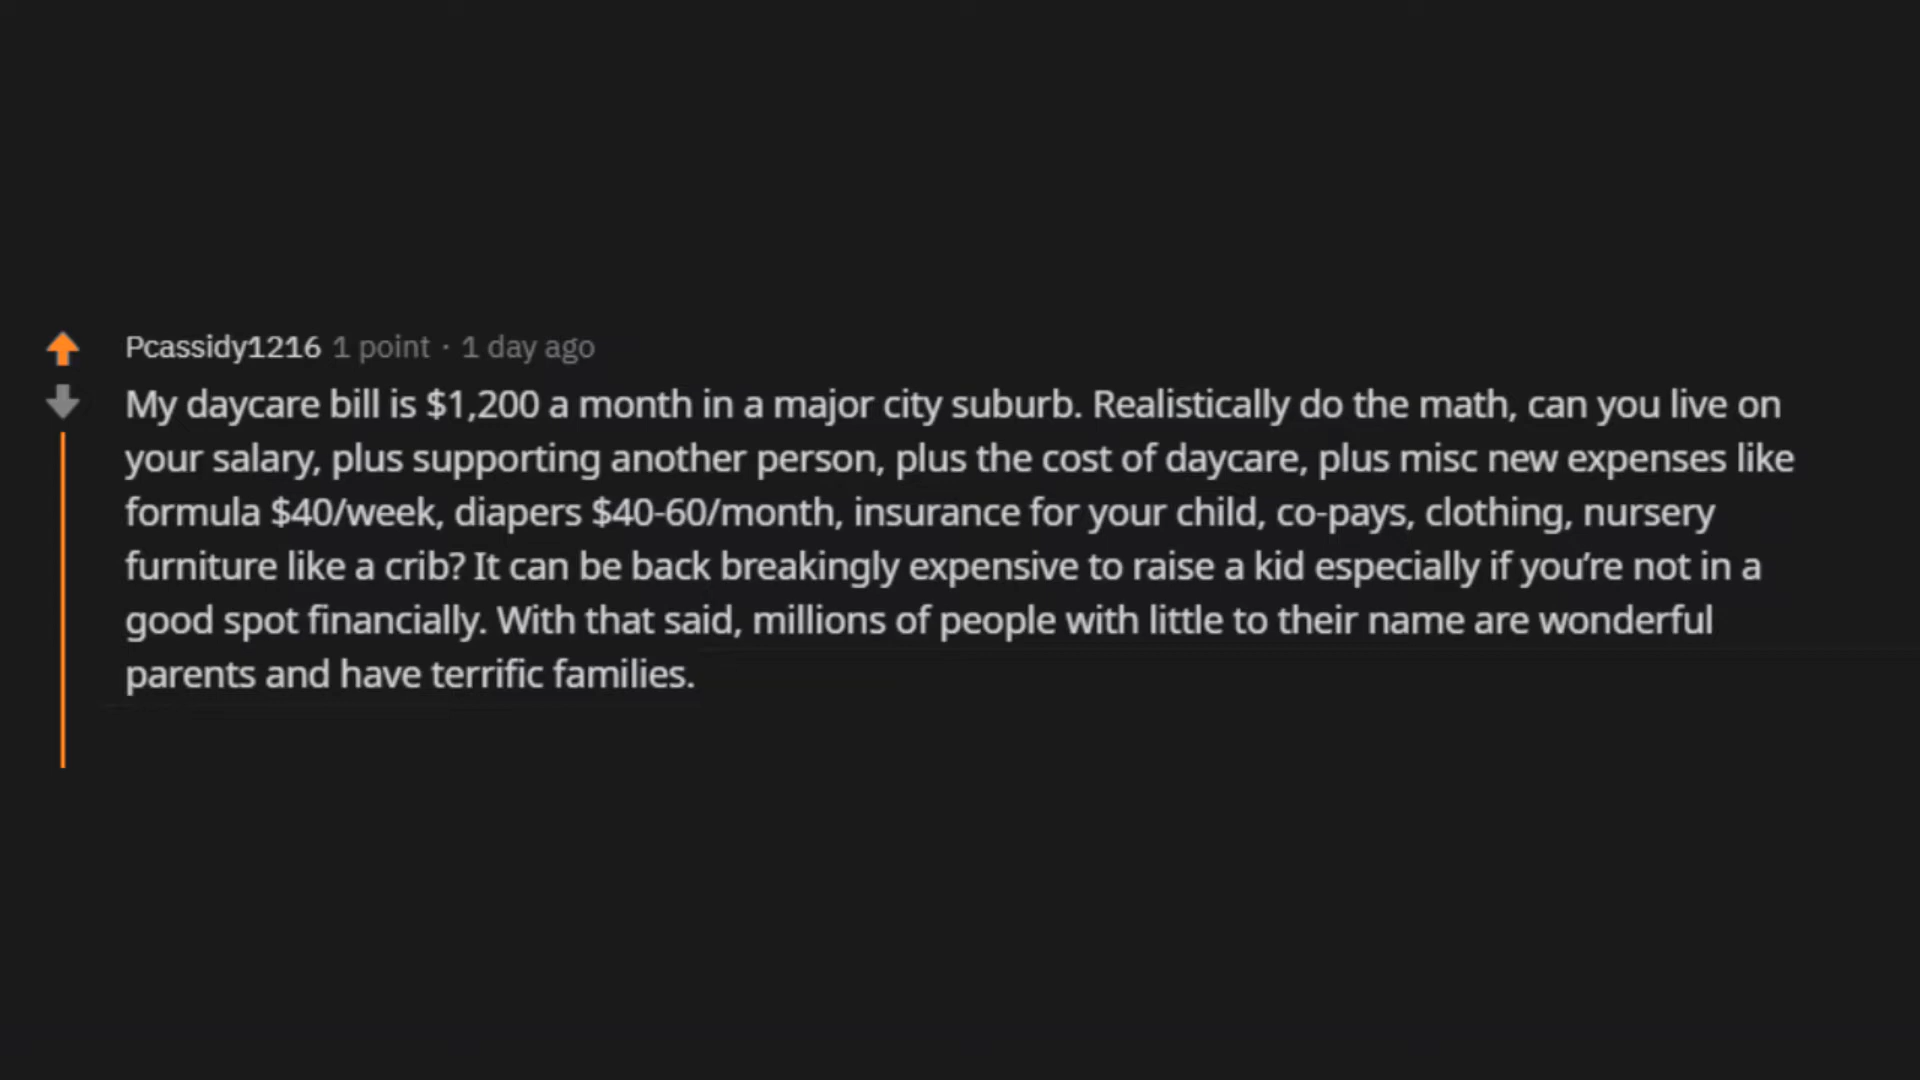 Pcassidy1216 1 point · 1 day ago
My daycare bill is $1,200 a month in a major city suburb. Realistically do the math, can you live on
your salary, plus supporting another person, plus the cost of daycare, plus misc new expenses like
formula $40/week, diapers $40-60/month, insurance for your child, co-pays, clothing, nursery
furniture like a crib? It can be back breakingly expensive to raise a kid especially if you’re not in a
good spot financially. With that said, millions of people with little to their name are wonderful
parents and have terrific families.